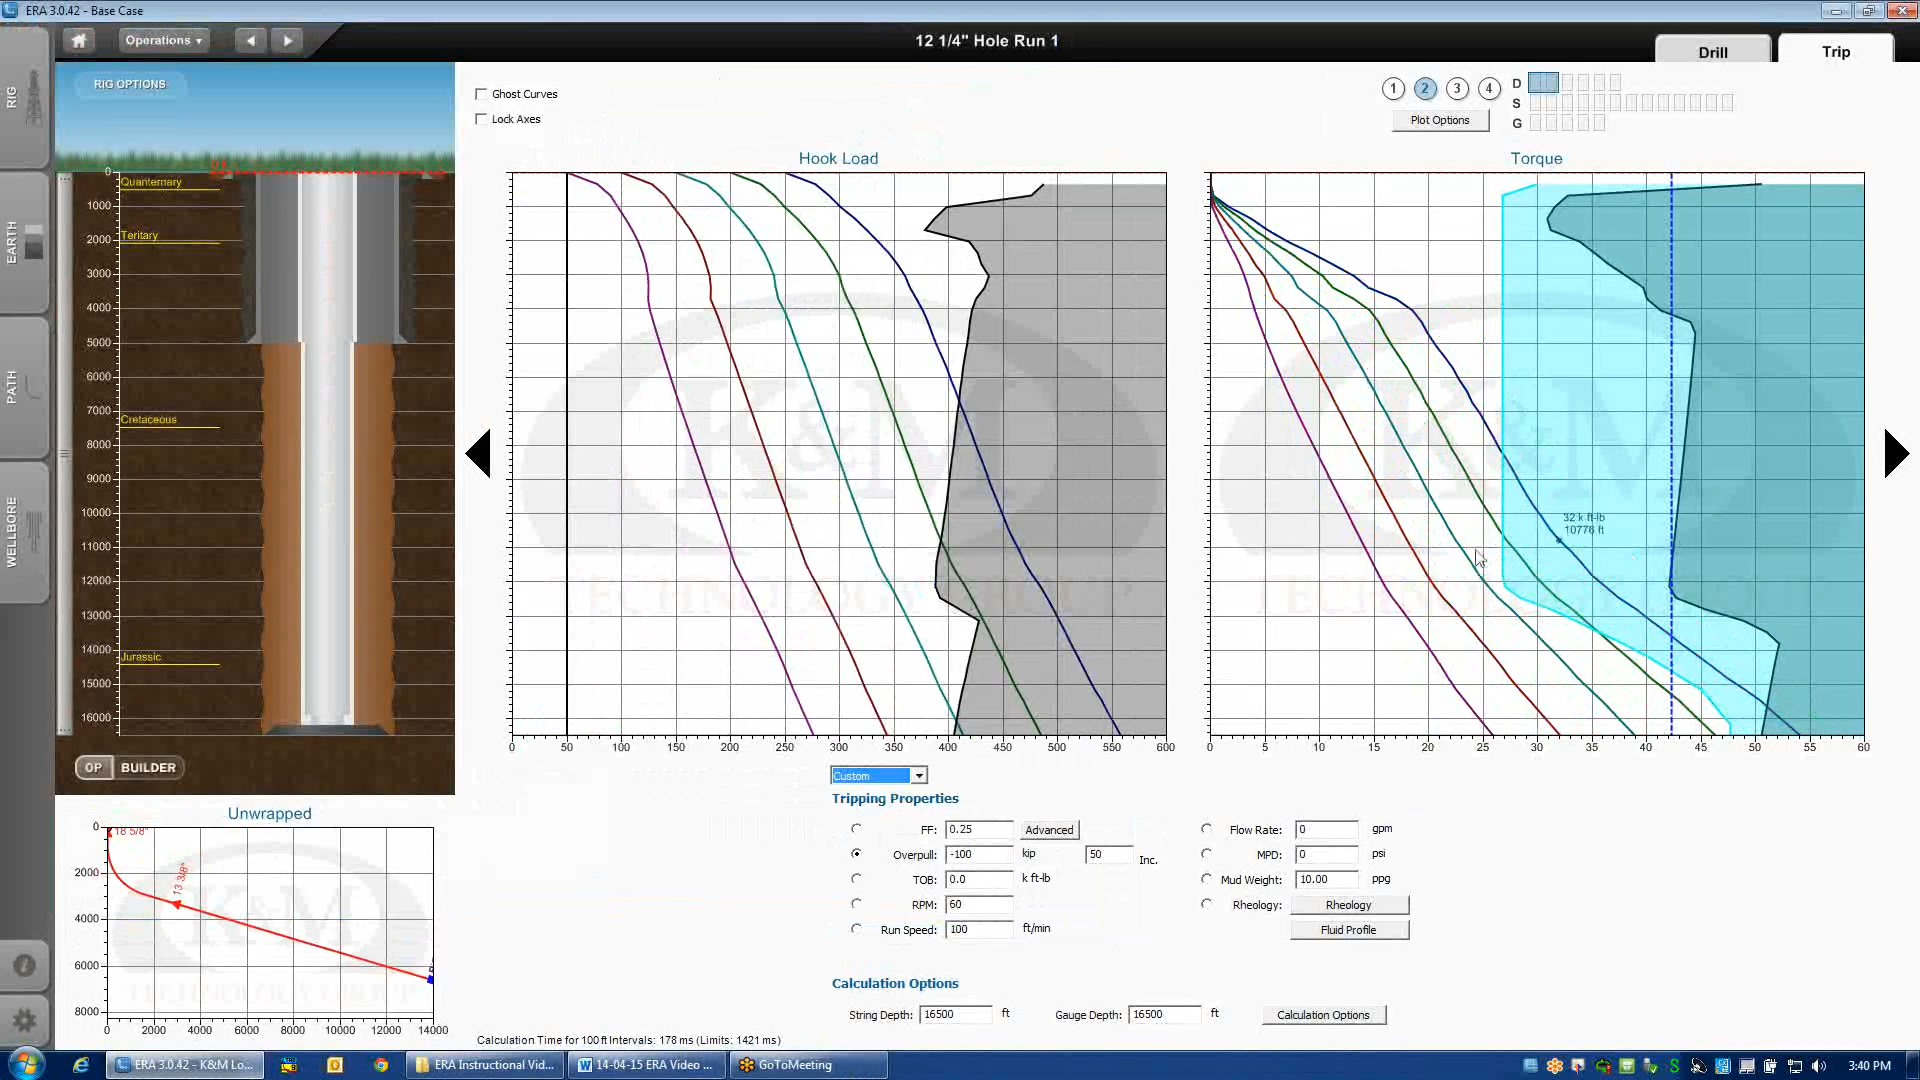 ERA 3.0.42 - Base Case
Operations
12 1/4" Hole Run 1
Drill
Trip
RIG
EARTH
PATH
WELLBORE
RIG OPTIONS
0
Quanternary
1000
Teritary
2000
3000
4000
5000
6000
7000
Cretaceous
8000
9000
10000
11000
12000
13000
14000
Jurassic
15000
16000
OP BUILDER
Ghost Curves
Lock Axes
1 2 3 4
D
S
G
Plot Options
Hook Load
K&M
TECHNOLOGY GROUP
0 50 100 150 200 250 300 350 400 450 500 550 600
Torque
K&M
32 k ft-lb
10776 ft
0 5 10 15 20 25 30 35 40 45 50 55 60
Custom
Tripping Properties
FF: 0.25 Advanced
Overpull: -100 kip 50 Inc.
TOB: 0.0 k ft-lb
RPM: 60
Run Speed: 100 ft/min
Flow Rate: 0 gpm
MPD: 0 psi
Mud Weight: 10.00 ppg
Rheology: Rheology
Fluid Profile
Calculation Options
String Depth: 16500 ft
Gauge Depth: 16500 ft
Calculation Options
Unwrapped
0
18 5/8"
2000
13 3/8"
4000
6000
8000
K&M
TECHNOLOGY GROUP
0 2000 4000 6000 8000 10000 12000 14000
Calculation Time for 100 ft Intervals: 178 ms (Limits: 1421 ms)
ERA 3.0.42 - K&M Lo...
ERA Instructional Vid...
14-04-15 ERA Video ...
GoToMeeting
3:40 PM